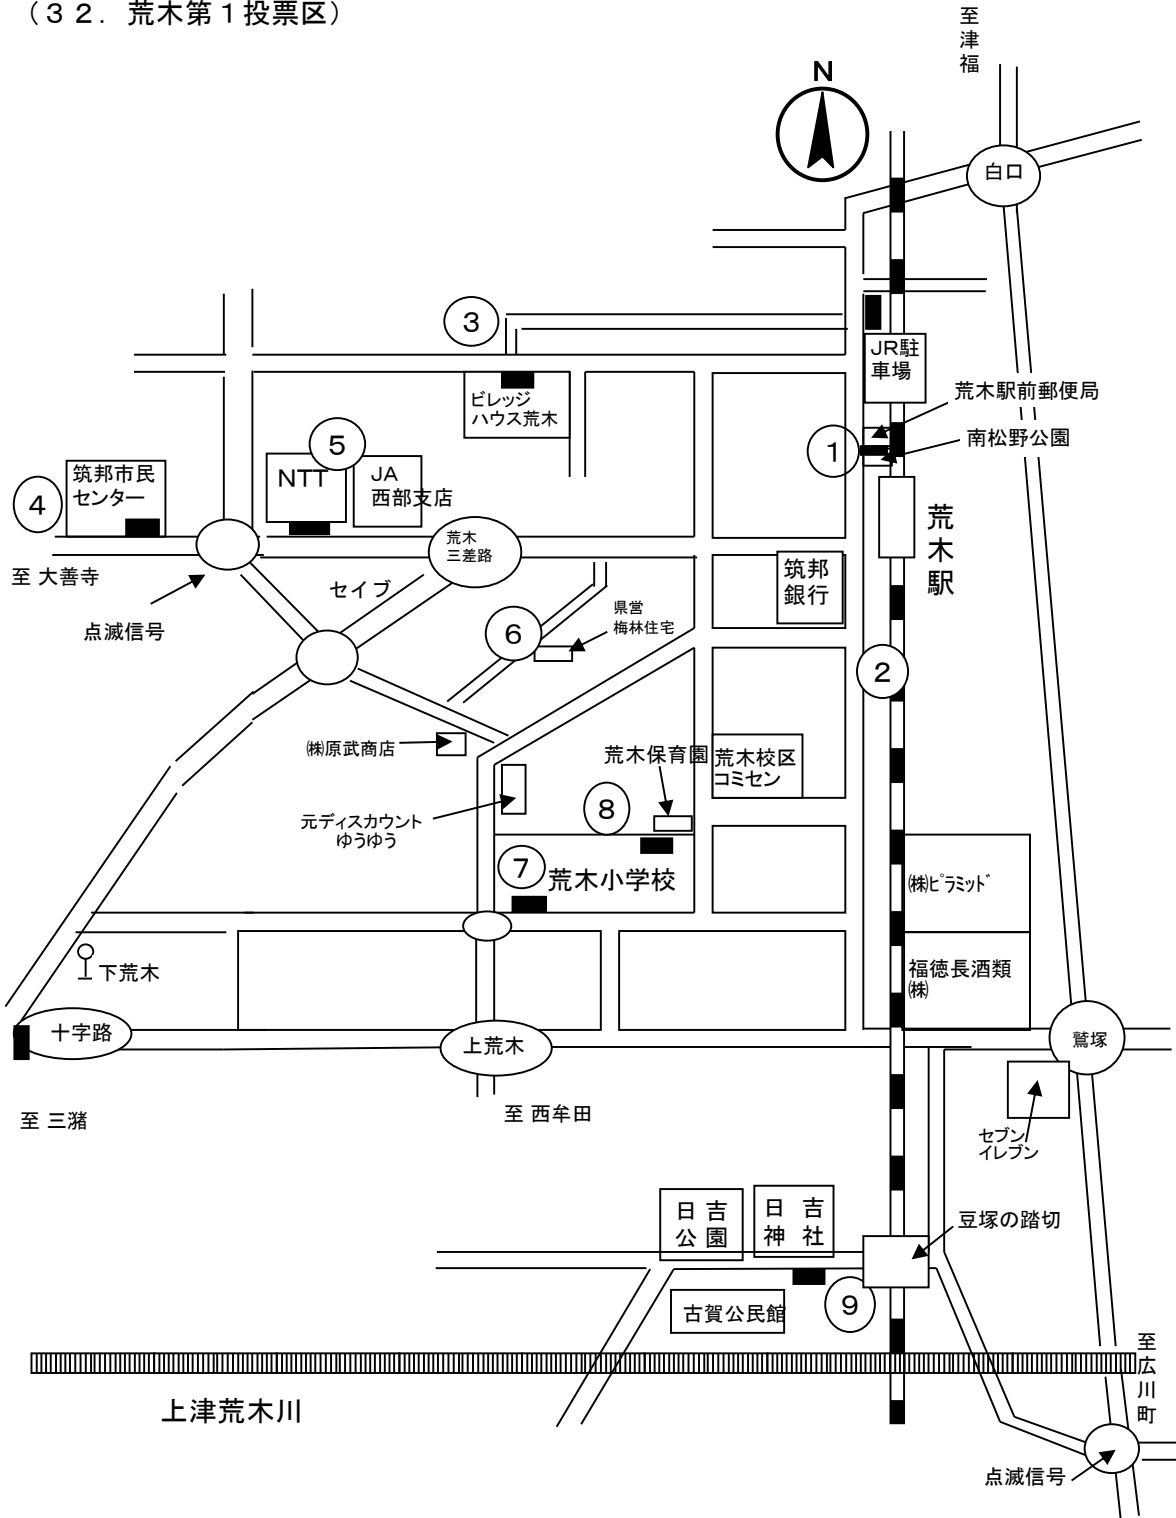 （３２．荒木第１投票区）
至津福
N
白口
③
JR駐
車場
荒木駅前郵便局
ビレッジ
ハウス荒木
①
南松野公園
⑤
NTT
JA
西部支店
④
筑邦市民
センター
荒木駅
荒木
三差路
至 大善寺
セイブ
筑邦
銀行
点滅信号
⑥
県営
梅林住宅
②
㈱原武商店
荒木保育園
荒木校区
コミセン
元ディスカウント
ゆうゆう
⑧
⑦
荒木小学校
㈱ﾋﾟﾗﾐｯﾄﾞ
下荒木
福徳長酒類
㈱
十字路
上荒木
鷲塚
至 三潴
至 西牟田
セブン
イレブン
日 吉
公 園
日 吉
神 社
豆塚の踏切
古賀公民館
⑨
至広川町
上津荒木川
点滅信号